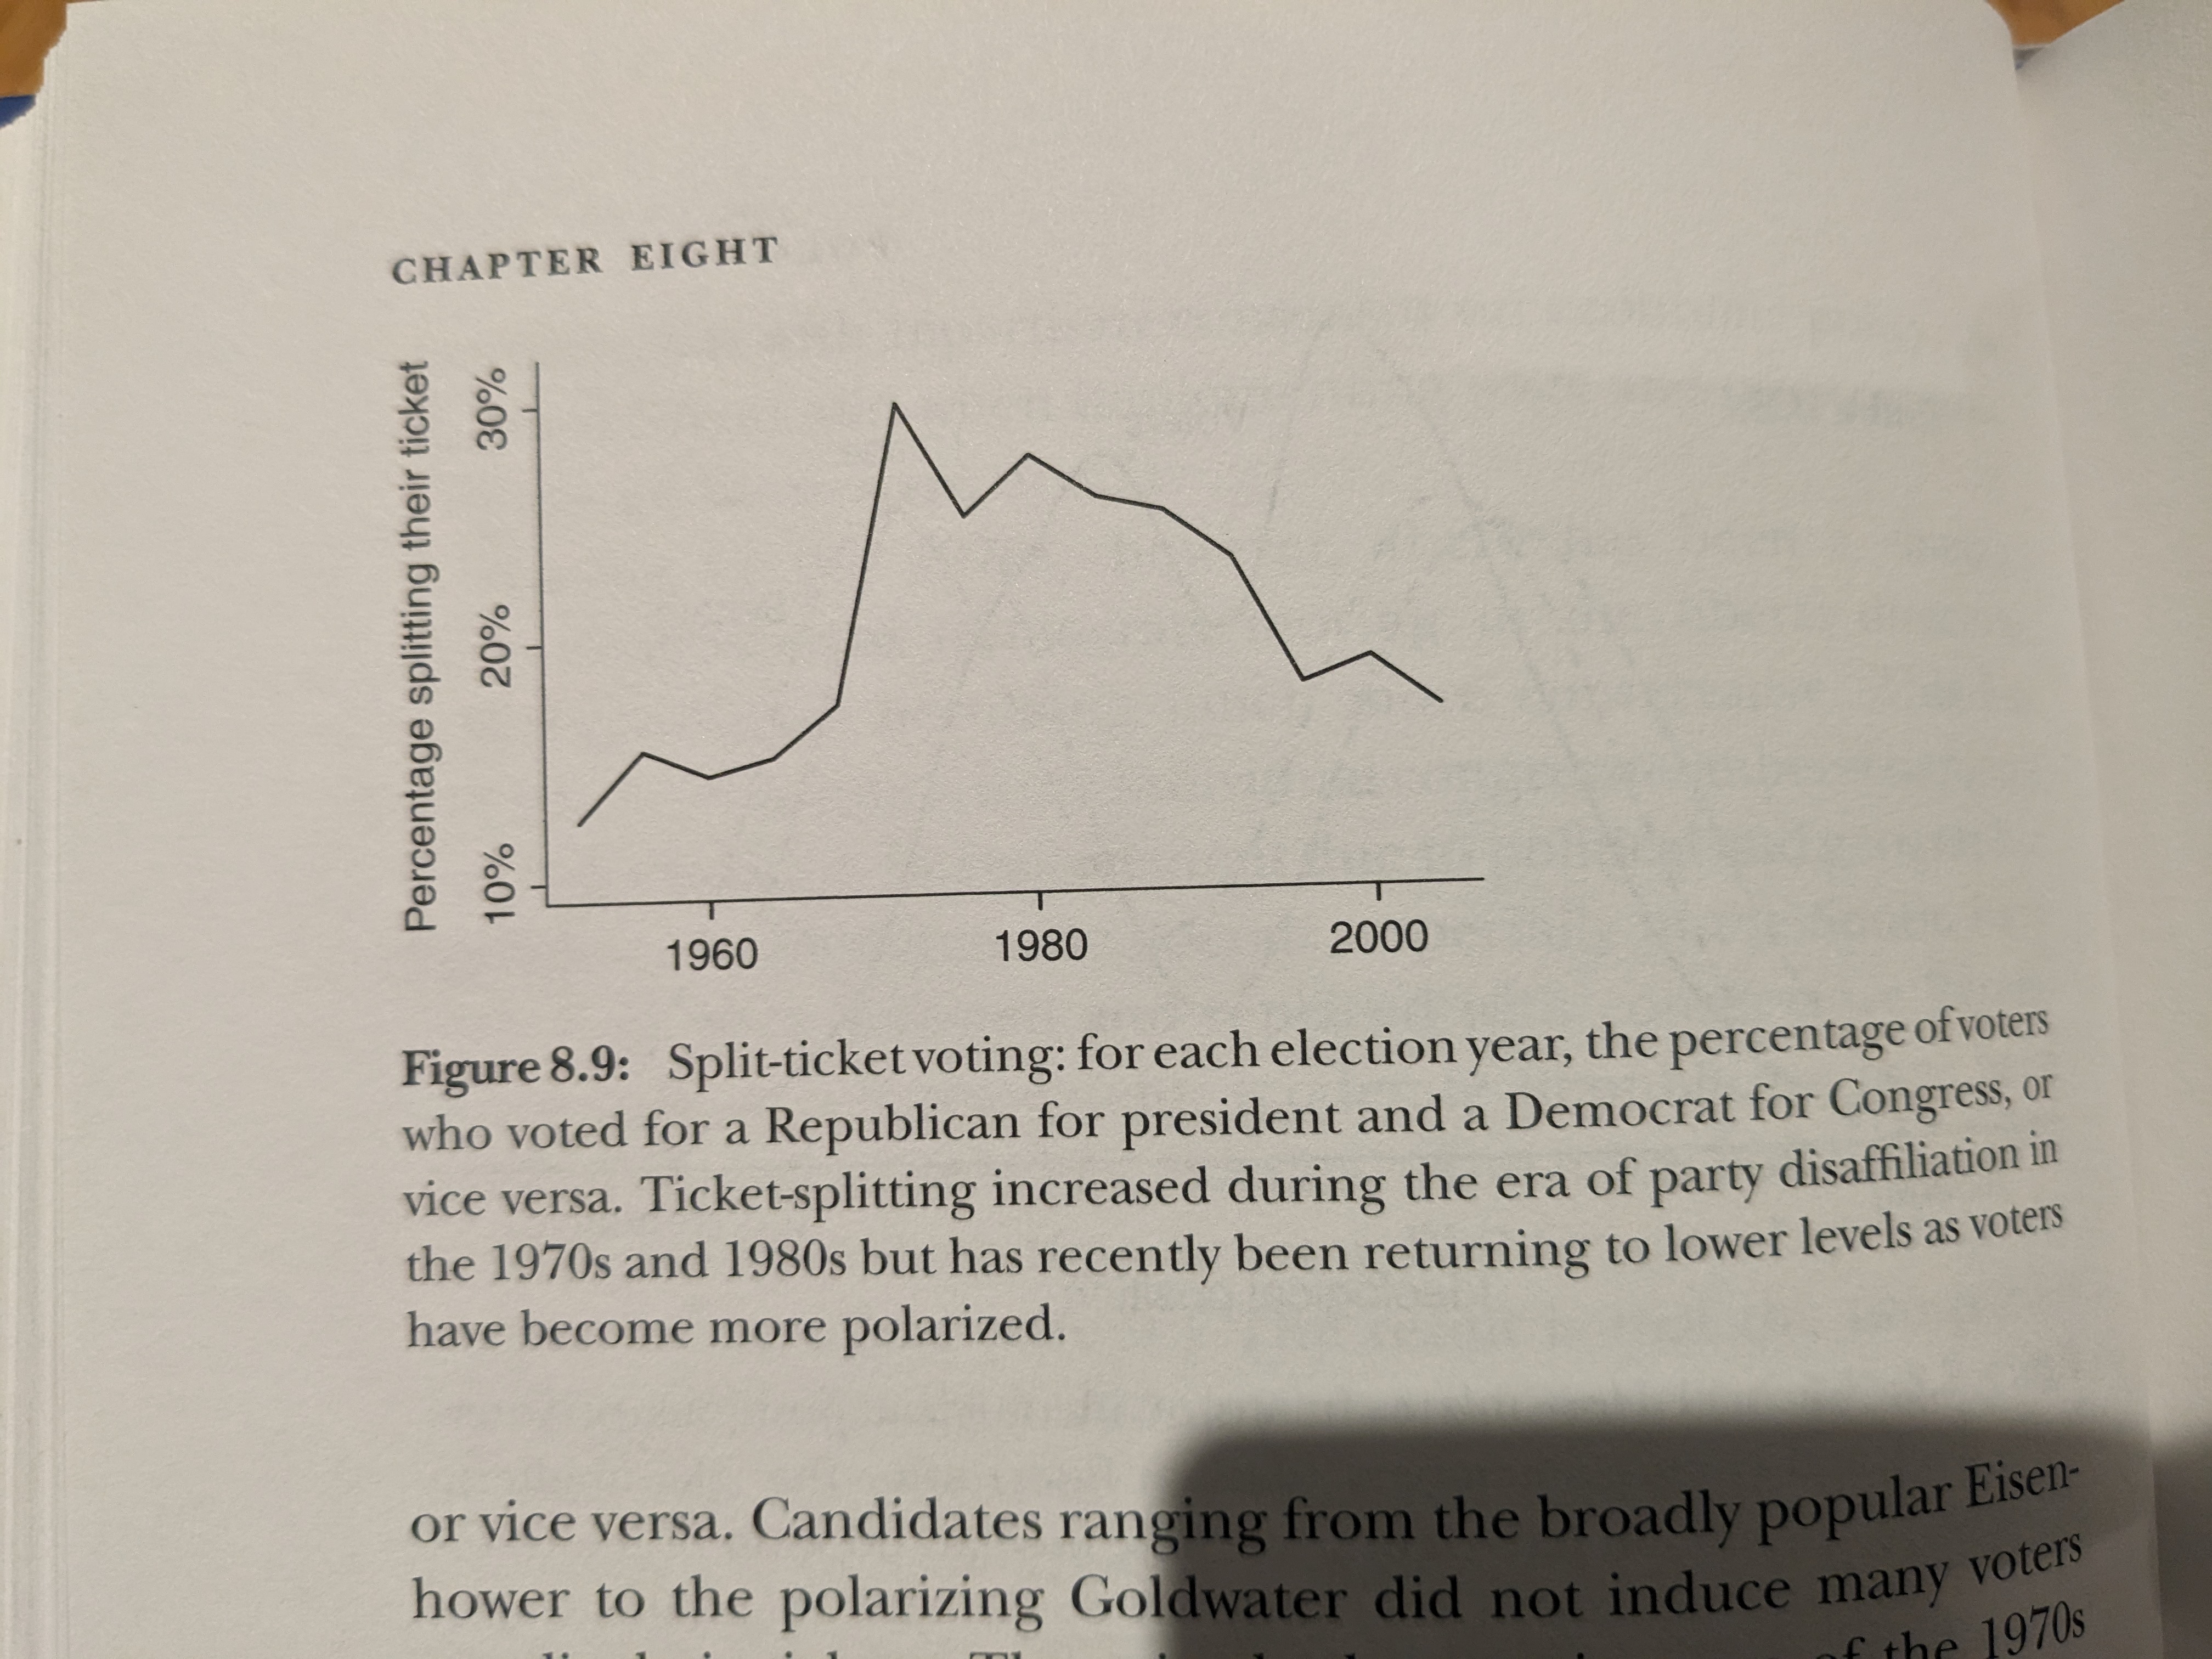 CHAPTER EIGHT
Percentage splitting their ticket
30%
20%
10%
1960 1980 2000
Figure 8.9: Split-ticket voting: for each election year, the percentage of voters
who voted for a Republican for president and a Democrat for Congress, or
vice versa. Ticket-splitting increased during the era of party disaffiliation in
the 1970s and 1980s but has recently been returning to lower levels as voters
have become more polarized.
or vice versa. Candidates ranging from the broadly popular Eisen-
hower to the polarizing Goldwater did not induce many voters
of the 1970s